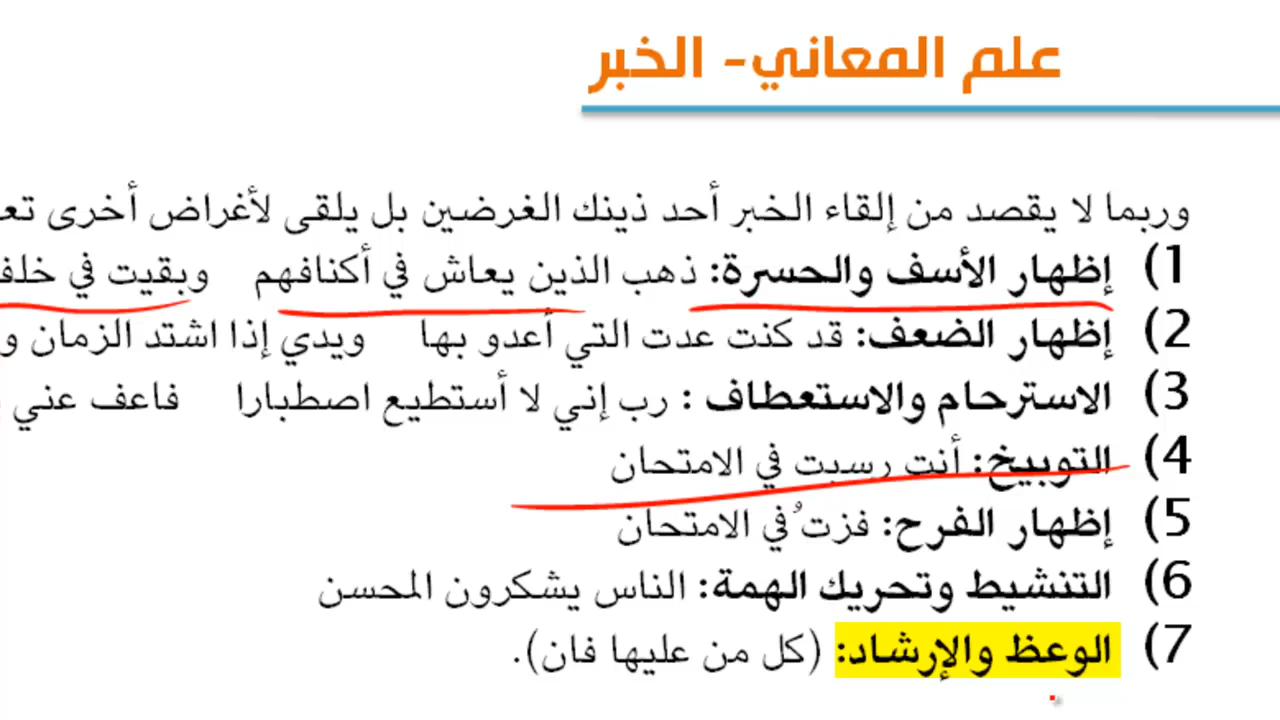 علم المعاني- الخبر
وربما لا يقصد من إلقاء الخبر أحد ذينك الغرضين بل يلقى لأغراض أخرى
1) إظهار الأسف والحسرة: ذهب الذين يعاش في أكنافهم وبقيت في
2) إظهار الضعف: قد كنت عدت التي أعدو بها ويدي إذا اشتد الزمان
3) الاسترحام والاستعطاف : رب إني لا أستطيع اصطبارا فاعف عني
4) التوبيخ: أنت رسبت في الامتحان
5) إظهار الفرح: فزتُ في الامتحان
6) التنشيط وتحريك الهمة: الناس يشكرون المحسن
7) الوعظ والإرشاد: (كل من عليها فان).